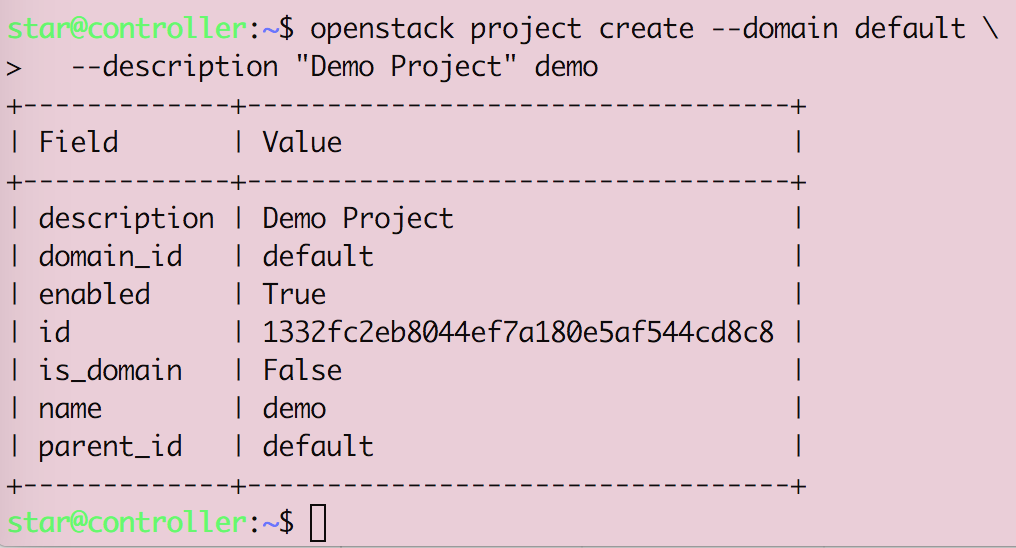 star@controller:~$ openstack project create --domain default \
>   --description "Demo Project" demo
+-------------+----------------------------------+
| Field       | Value                            |
+-------------+----------------------------------+
| description | Demo Project                     |
| domain_id   | default                          |
| enabled     | True                             |
| id          | 1332fc2eb8044ef7a180e5af544cd8c8 |
| is_domain   | False                            |
| name        | demo                             |
| parent_id   | default                          |
+-------------+----------------------------------+
star@controller:~$